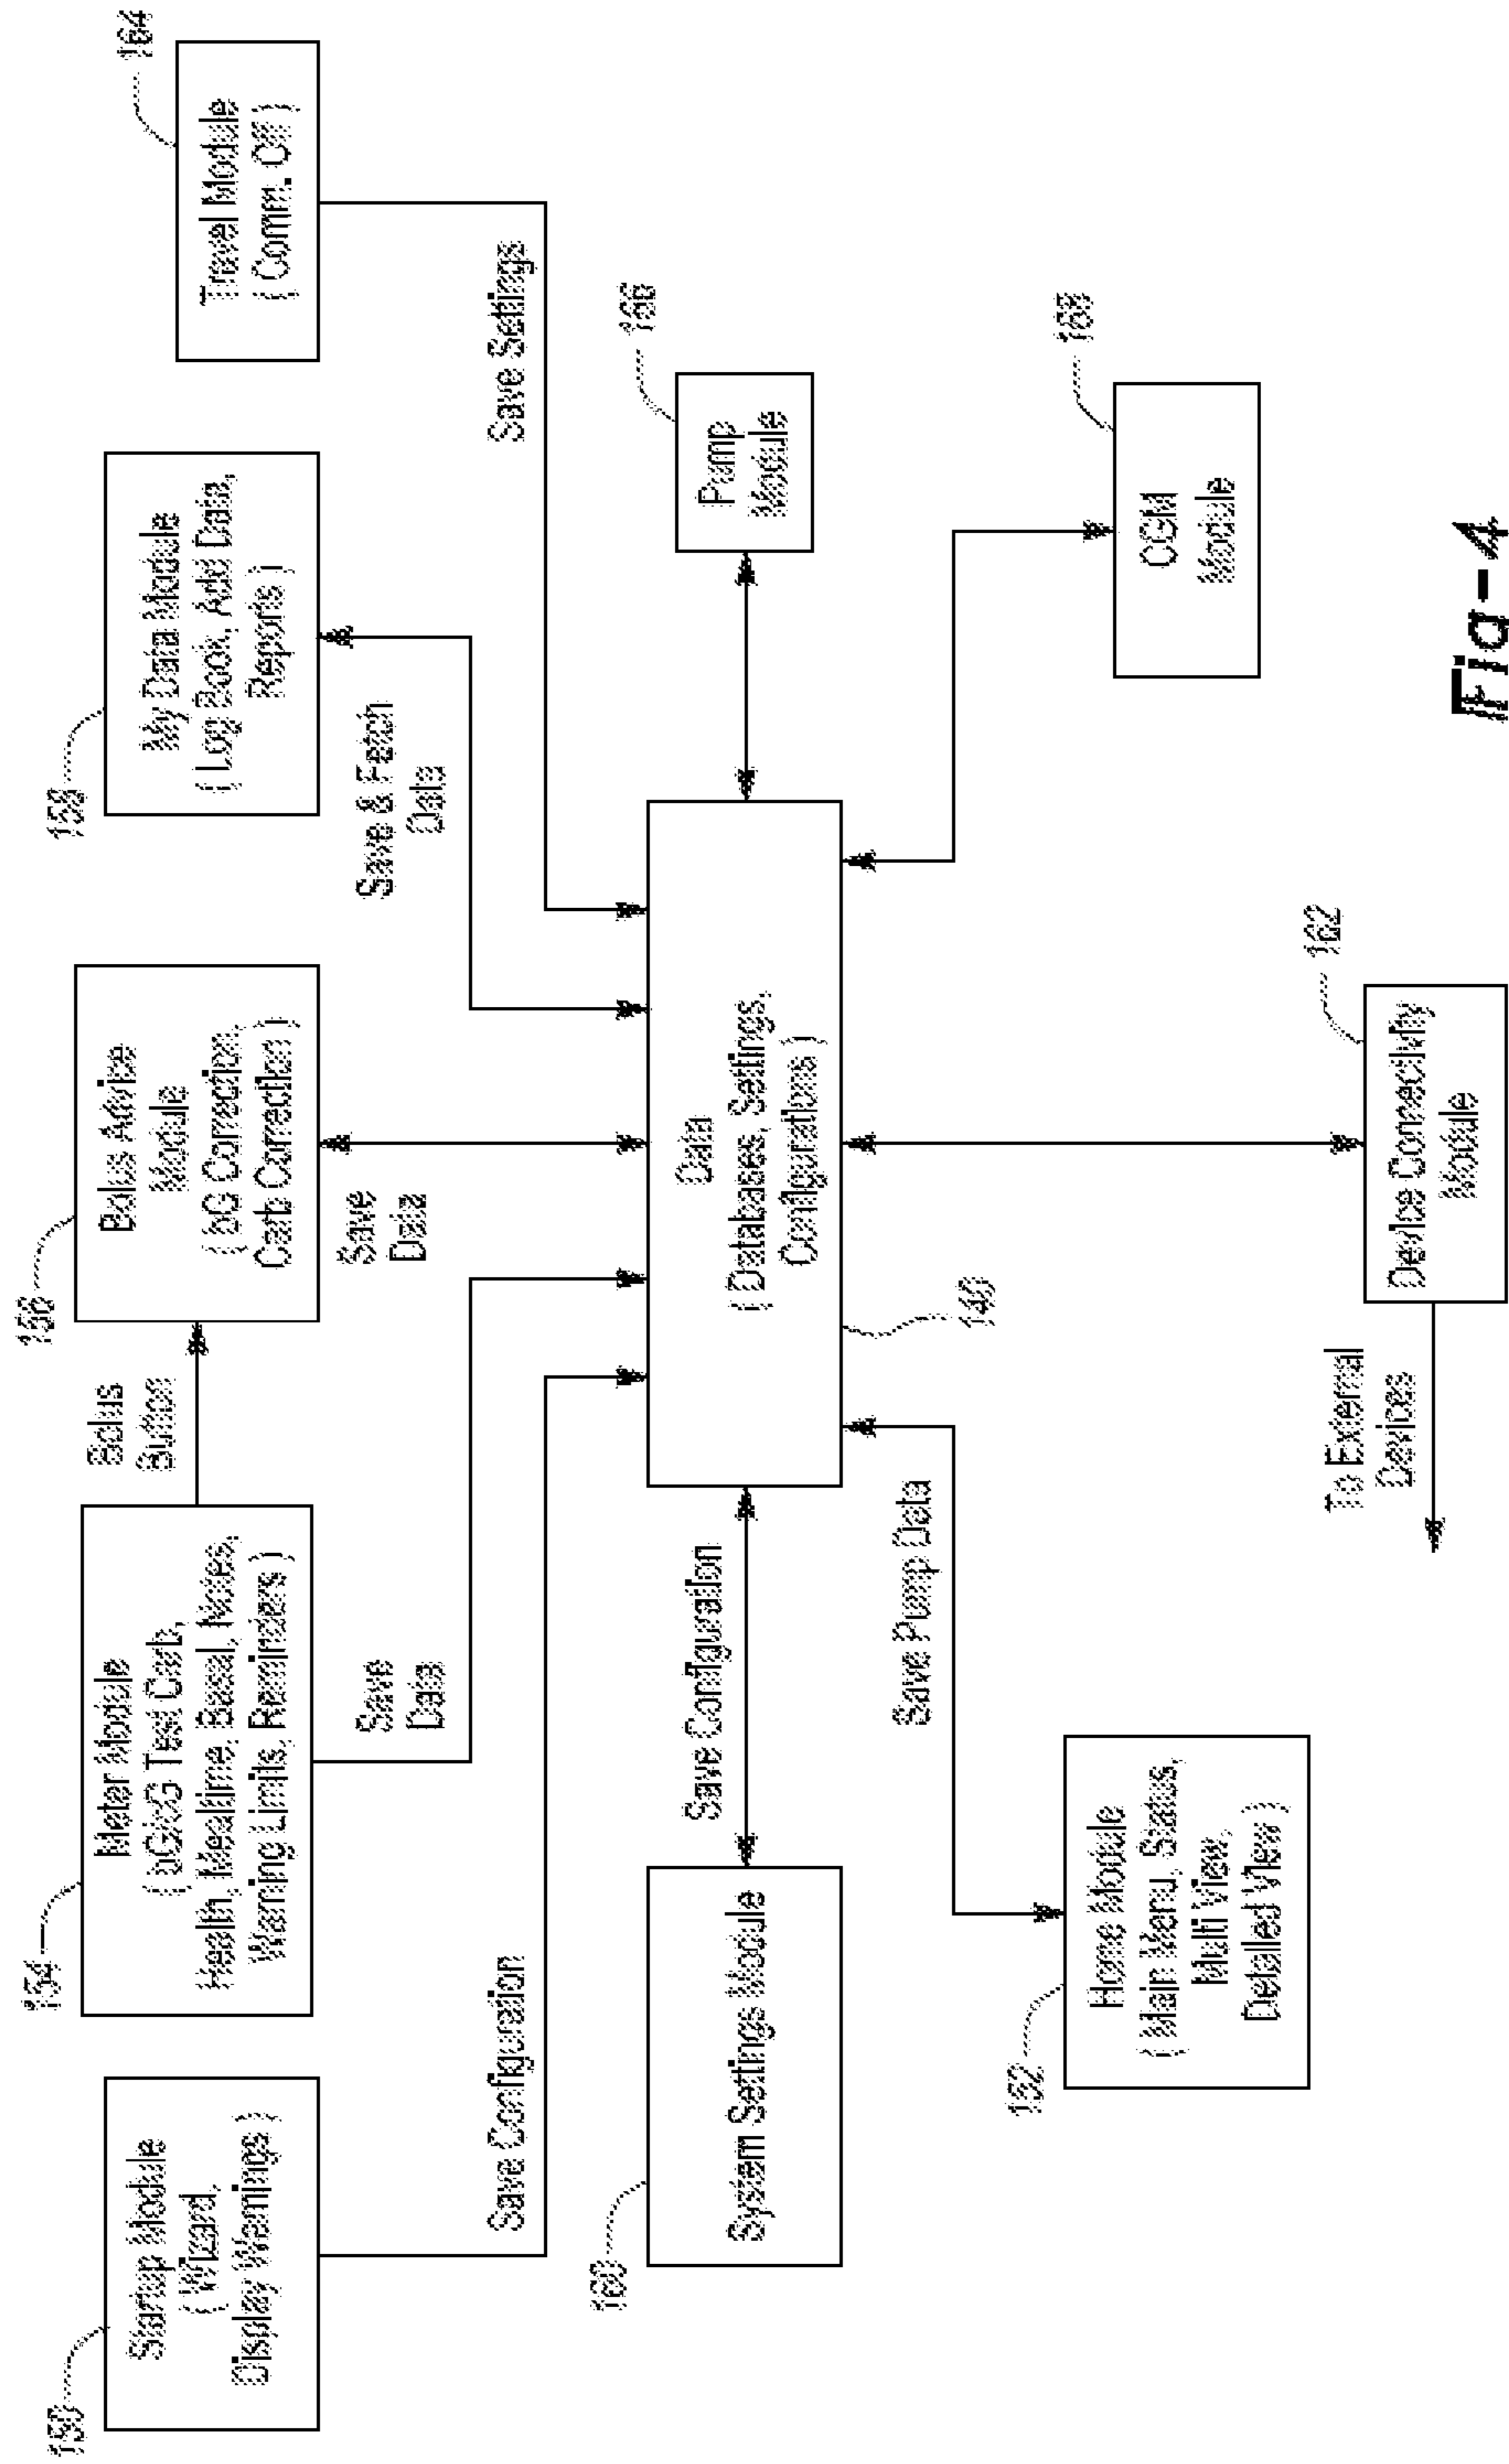 150
Startup Module
( Wizard,
Display Warnings )
154
Meter Module
( bG/cG Test Carb,
Health, Mealtime, Basal, Notes,
Warning Limits, Reminders )
Bolus
Button
156
Bolus Advice
Module
( bG Correction,
Carb Correction )
158
My Data Module
( Log Book, Add Data,
Reports )
164
Travel Module
( Comm. Off )
Save Configuration
Save
Data
Save
Data
Save & Fetch
Data
Save Settings
160
System Settings Module
Save Configuration
Data
( Databases, Settings,
Configurations )
140
166
Pump
Module
152
Home Module
( Main Menu, Status,
Multi View,
Detailed View )
Save Pump Data
To External
Devices
162
Device Connectivity
Module
168
CGM
Module
Fig-4